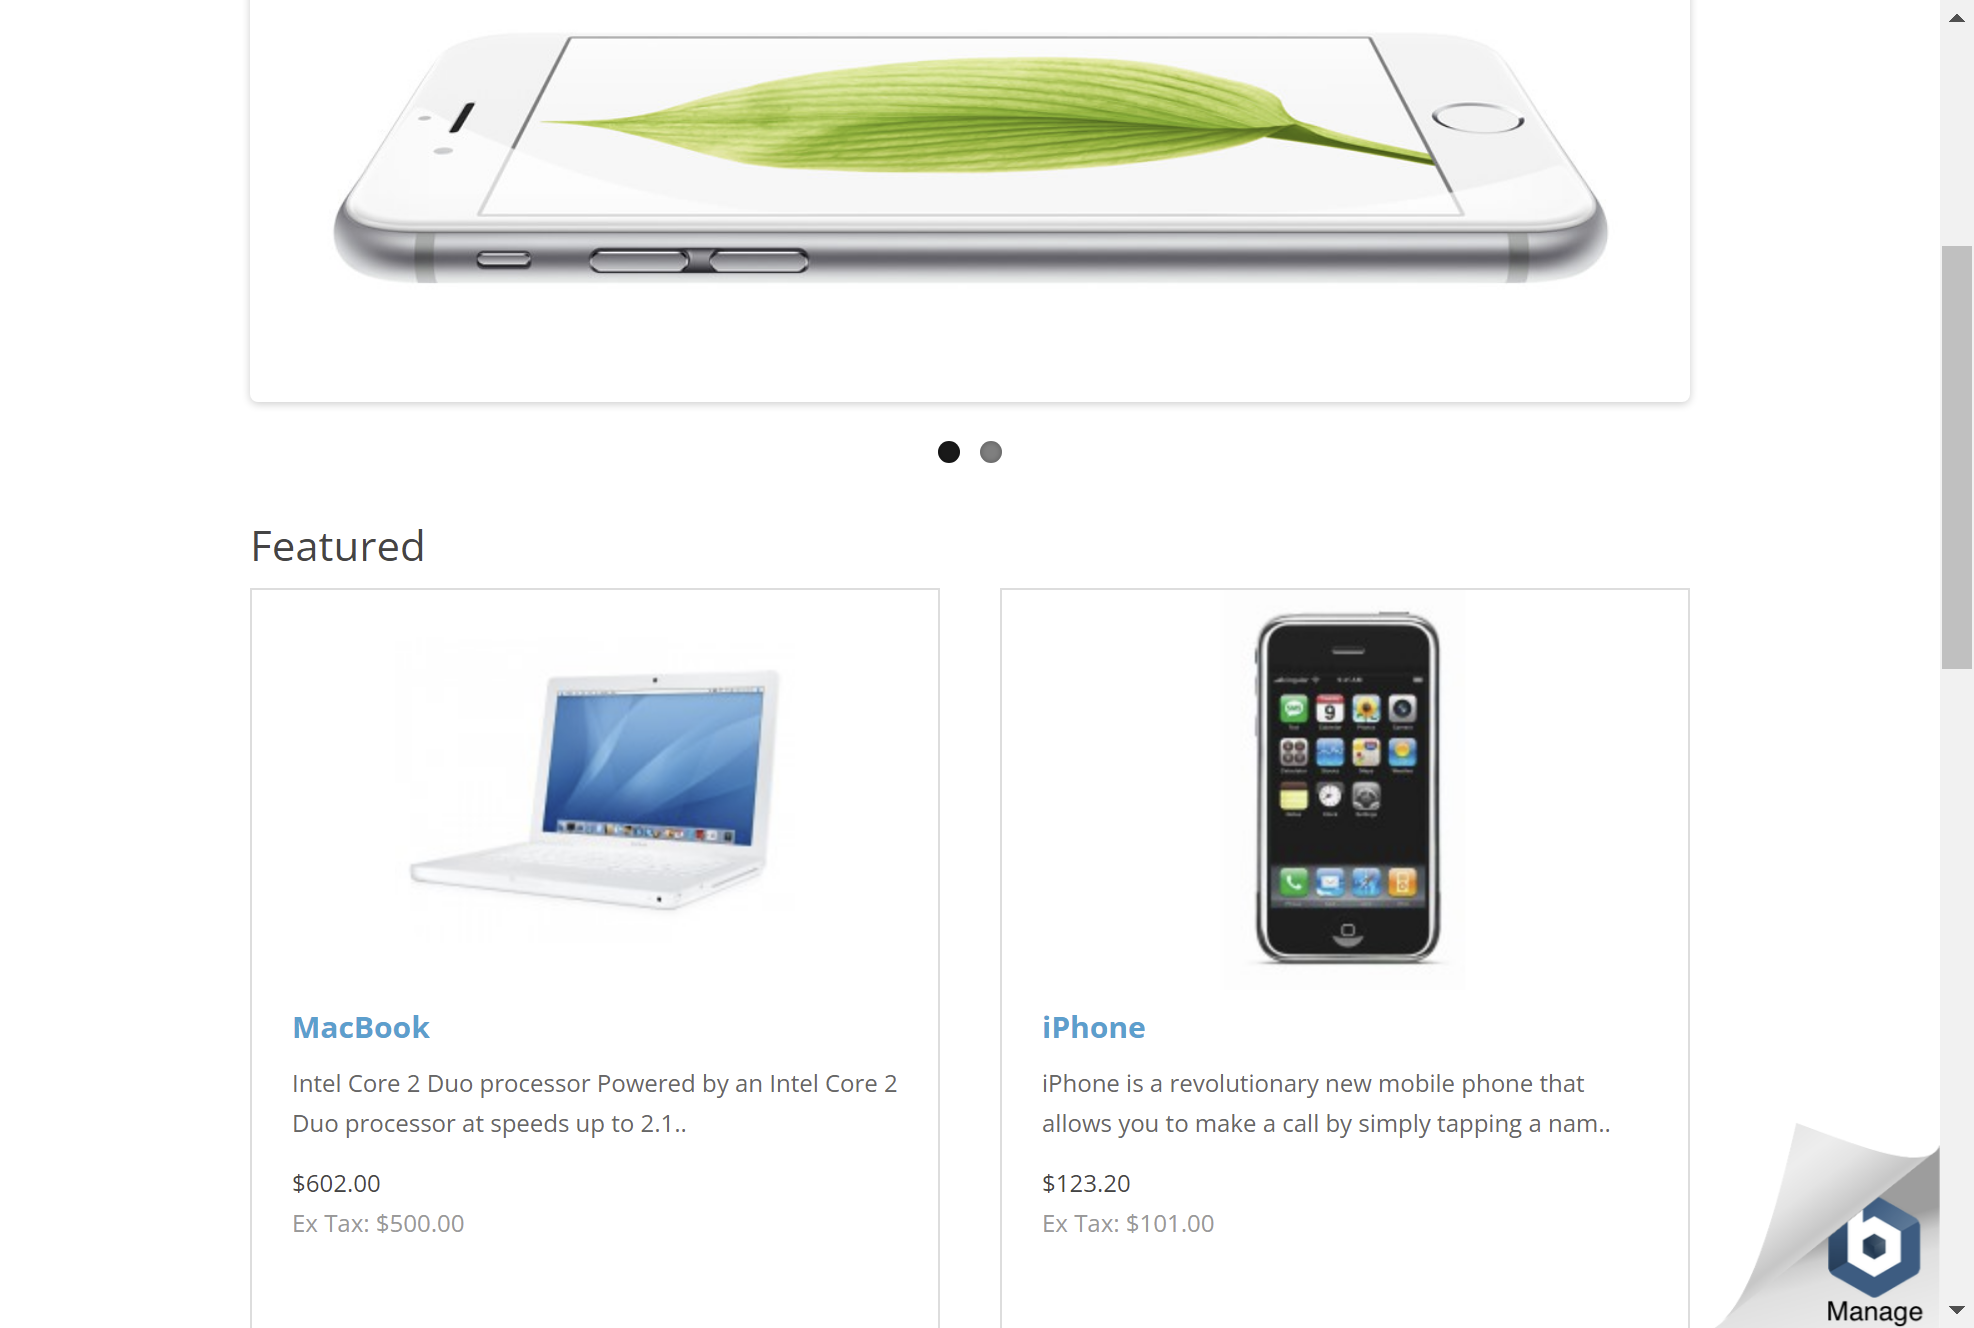 Featured
MacBook
Intel Core 2 Duo processor Powered by an Intel Core 2
Duo processor at speeds up to 2.1..
$602.00
Ex Tax: $500.00
9
iPhone
iPhone is a revolutionary new mobile phone that
allows you to make a call by simply tapping a nam..
$123.20
Ex Tax: $101.00
b
Manage